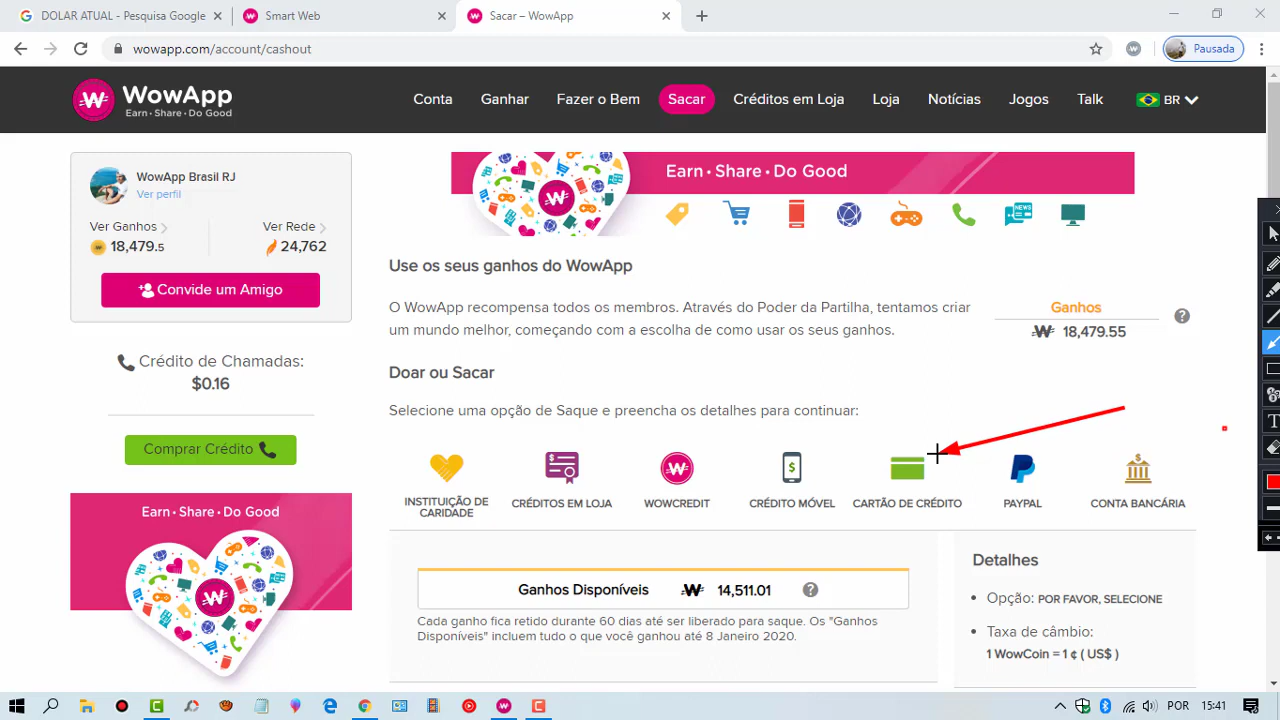 DOLAR ATUAL - Pesquisa Google
Smart Web
Sacar – WowApp
wowapp.com/account/cashout
Pausada
WowApp
Earn · Share · Do Good
Conta
Ganhar
Fazer o Bem
Sacar
Créditos em Loja
Loja
Notícias
Jogos
Talk
BR
WowApp Brasil RJ
Ver perfil
Ver Ganhos
Ver Rede
18,479.5
24,762
Convide um Amigo
Crédito de Chamadas:
$0.16
Comprar Crédito
Earn · Share · Do Good
Earn · Share · Do Good
NEWS
Use os seus ganhos do WowApp
O WowApp recompensa todos os membros. Através do Poder da Partilha, tentamos criar
um mundo melhor, começando com a escolha de como usar os seus ganhos.
Ganhos
18,479.55
Doar ou Sacar
Selecione uma opção de Saque e preencha os detalhes para continuar:
INSTITUIÇÃO DE
CARIDADE
CRÉDITOS EM LOJA
WOWCREDIT
CRÉDITO MÓVEL
CARTÃO DE CRÉDITO
PAYPAL
CONTA BANCÁRIA
Ganhos Disponíveis
14,511.01
Cada ganho fica retido durante 60 dias até ser liberado para saque. Os "Ganhos
Disponíveis" incluem tudo o que você ganhou até 8 Janeiro 2020.
Detalhes
Opção: POR FAVOR, SELECIONE
Taxa de câmbio:
1 WowCoin = 1 ¢ ( US$ )
POR
15:41